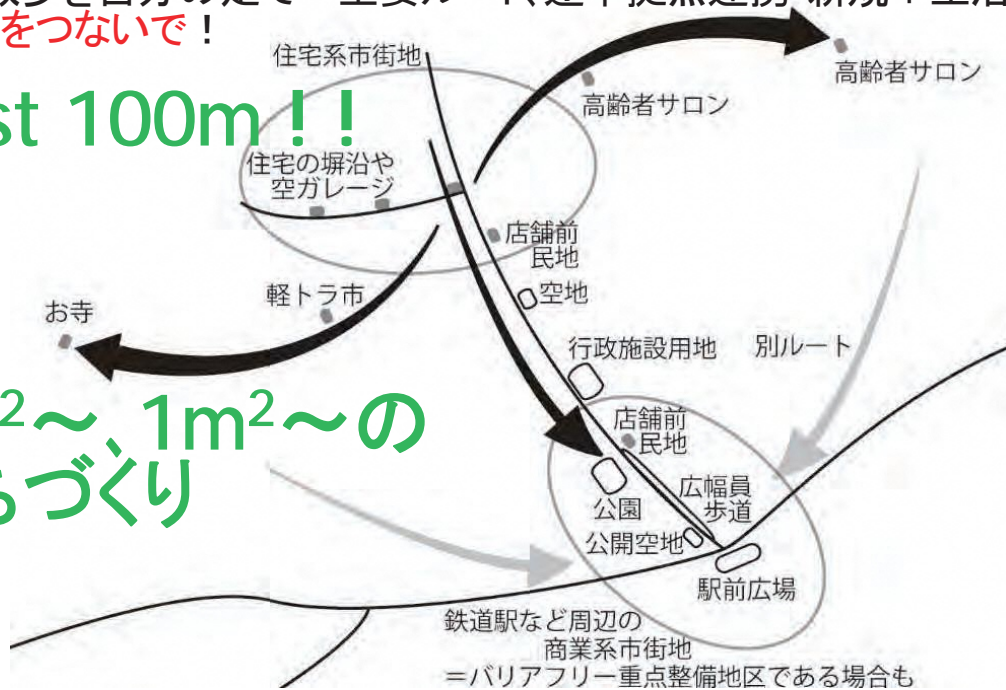 をつないで！
住宅系市街地
高齢者サロン
高齢者サロン
st 100m！！
住宅の塀沿や
空ガレージ
店舗前
民地
空地
軽トラ市
お寺
行政施設用地
別ルート
²～、1m²～の
づくり
店舗前
民地
広幅員
歩道
公園
公開空地
駅前広場
鉄道駅など周辺の
商業系市街地
＝バリアフリー重点整備地区である場合も